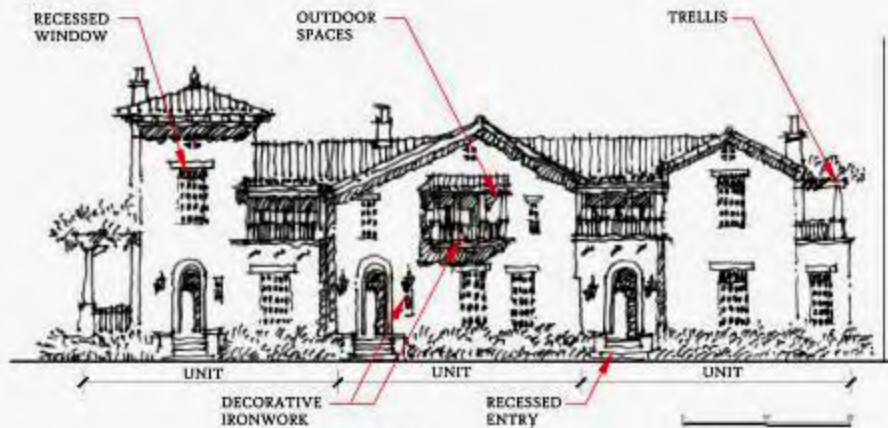 RECESSED
WINDOW
OUTDOOR
SPACES
TRELLIS
UNIT
UNIT
UNIT
DECORATIVE
IRONWORK
RECESSED
ENTRY